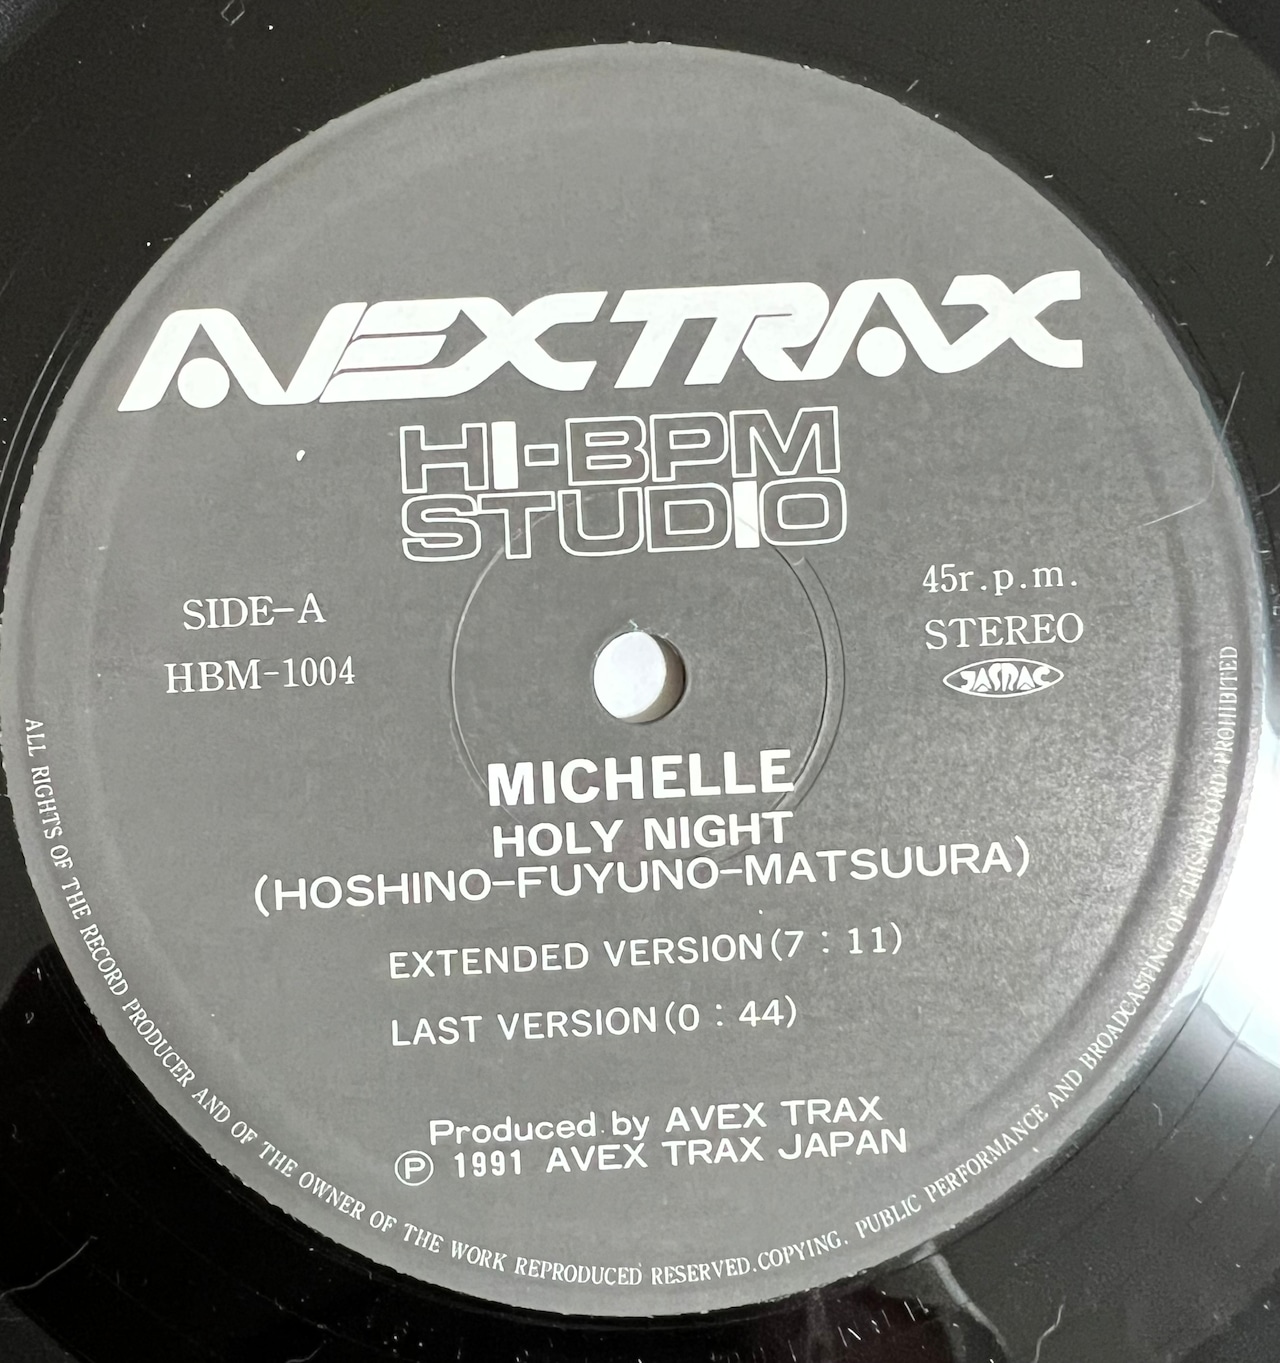 AVEX TRAX
HI-BPM
STUDIO
SIDE-A
HBM-1004
45r.p.m.
STEREO
JASRAC
MICHELLE
HOLY NIGHT
(HOSHINO-FUYUNO-MATSUURA)
EXTENDED VERSION(7:11)
LAST VERSION(0:44)
Produced by AVEX TRAX
Ⓟ 1991 AVEX TRAX JAPAN
ALL RIGHTS OF THE RECORD PRODUCER AND OF THE OWNER OF THE WORK REPRODUCED RESERVED. COPYING. PUBLIC PERFORMANCE AND BROADCASTING OF THIS RECORD PROHIBITED